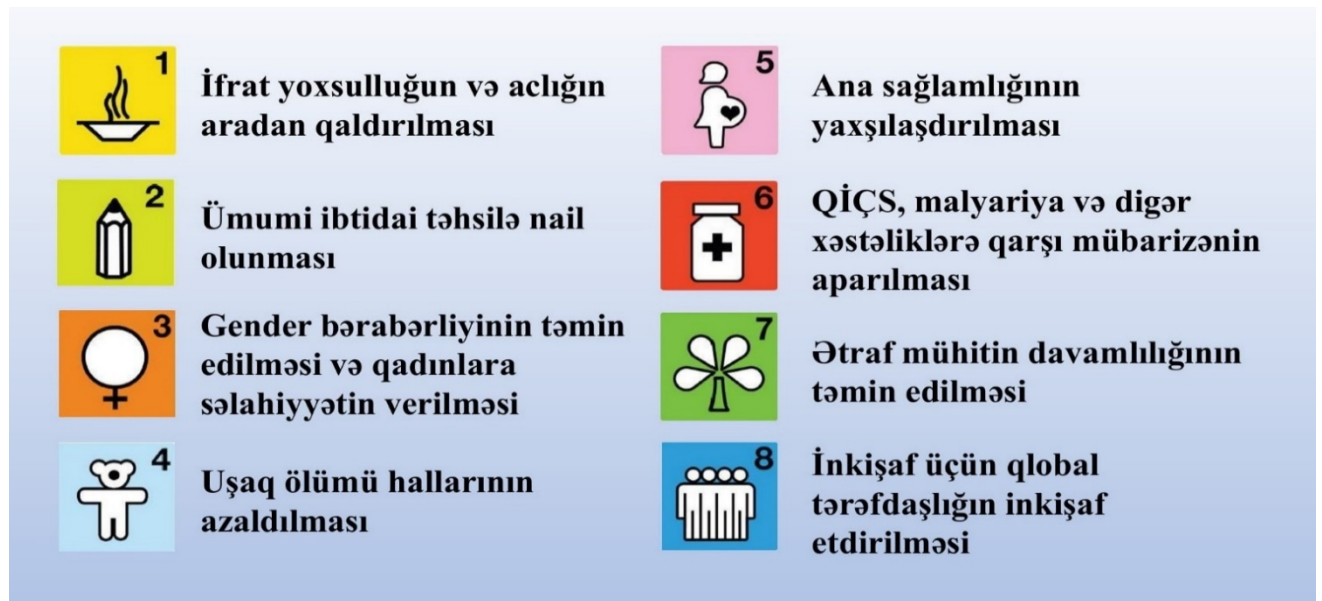 1
İfrat yoxsulluğun və aclığın
aradan qaldırılması
2
Ümumi ibtidai təhsilə nail
olunması
3
Gender bərabərliyinin təmin
edilməsi və qadınlara
səlahiyyətin verilməsi
4
Uşaq ölümü hallarının
azaldılması
5
Ana sağlamlığının
yaxşılaşdırılması
6
QİÇS, malyariya və digər
xəstəliklərə qarşı mübarizənin
aparılması
7
Ətraf mühitin davamlılığının
təmin edilməsi
8
İnkişaf üçün qlobal
tərəfdaşlığın inkişaf
etdirilməsi